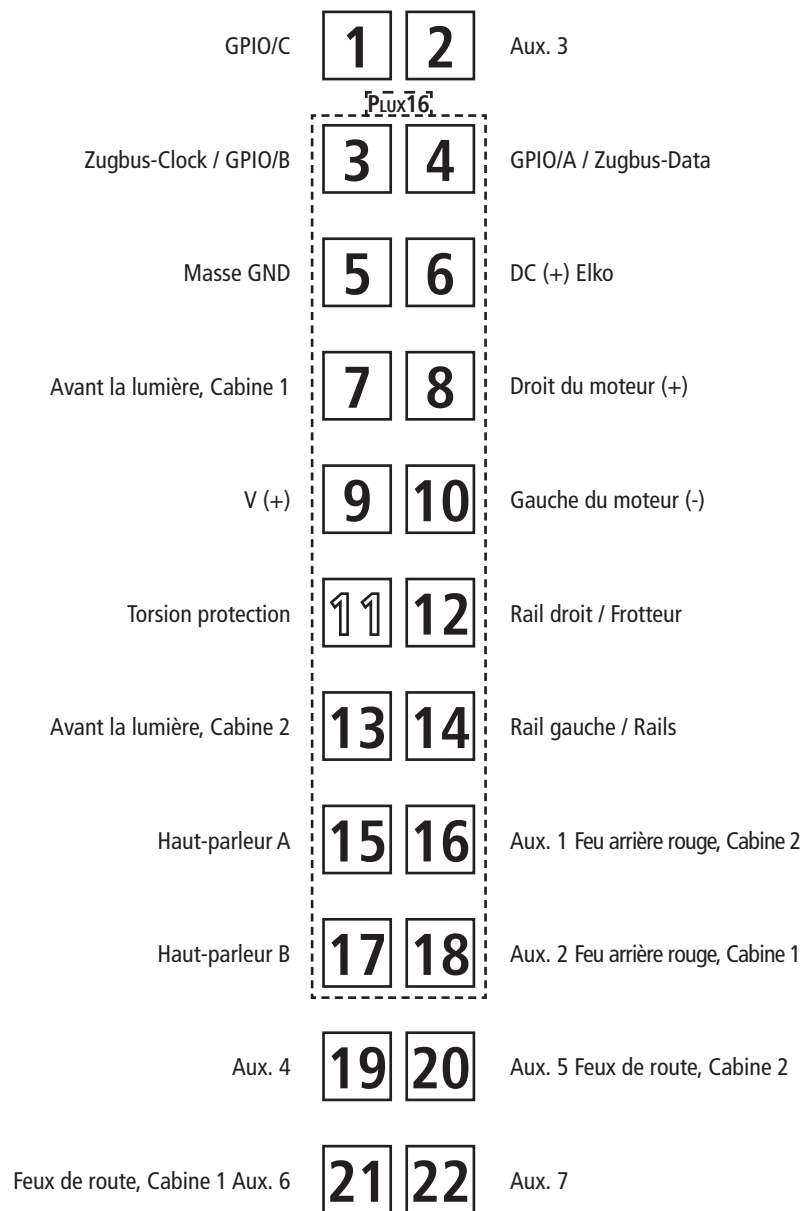 GPIO/C 1 2 Aux. 3
PLUX16
Zugbus-Clock / GPIO/B 3 4 GPIO/A / Zugbus-Data
Masse GND 5 6 DC (+) Elko
Avant la lumière, Cabine 1 7 8 Droit du moteur (+)
V (+) 9 10 Gauche du moteur (-)
Torsion protection 11 12 Rail droit / Frotteur
Avant la lumière, Cabine 2 13 14 Rail gauche / Rails
Haut-parleur A 15 16 Aux. 1 Feu arrière rouge, Cabine 2
Haut-parleur B 17 18 Aux. 2 Feu arrière rouge, Cabine 1
Aux. 4 19 20 Aux. 5 Feux de route, Cabine 2
Feux de route, Cabine 1 Aux. 6 21 22 Aux. 7